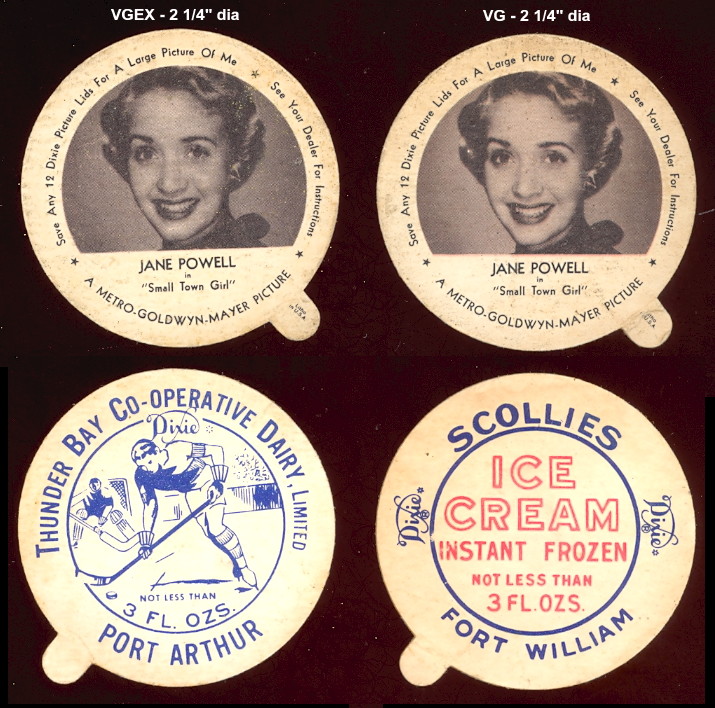 VGEX - 2 1/4" dia
VG - 2 1/4" dia
Save Any 12 Dixie Picture Lids For A Large Picture Of Me ★ See Your Dealer For Instructions ★
JANE POWELL
in
"Small Town Girl"
A METRO-GOLDWYN-MAYER PICTURE
Litho
in U.S.A.
Save Any 12 Dixie Picture Lids For A Large Picture Of Me ★ See Your Dealer For Instructions ★
JANE POWELL
in
"Small Town Girl"
A METRO-GOLDWYN-MAYER PICTURE
Litho
in U.S.A.
THUNDER BAY CO-OPERATIVE DAIRY, LIMITED
Dixie
NOT LESS THAN
3 FL. OZS.
PORT ARTHUR
SCOLLIES
Dixie
Dixie
ICE
CREAM
INSTANT FROZEN
NOT LESS THAN
3 FL. OZS.
FORT WILLIAM